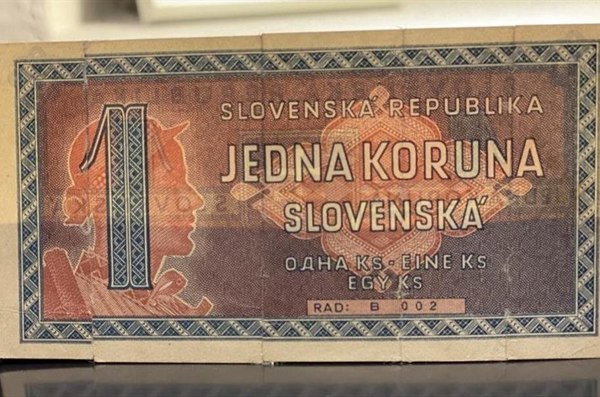 1
SLOVENSKÁ REPUBLIKA
JEDNA KORUNA
SLOVENSKÁ
ОДНА KS - EINE KS
EGY KS
RAD: B 002